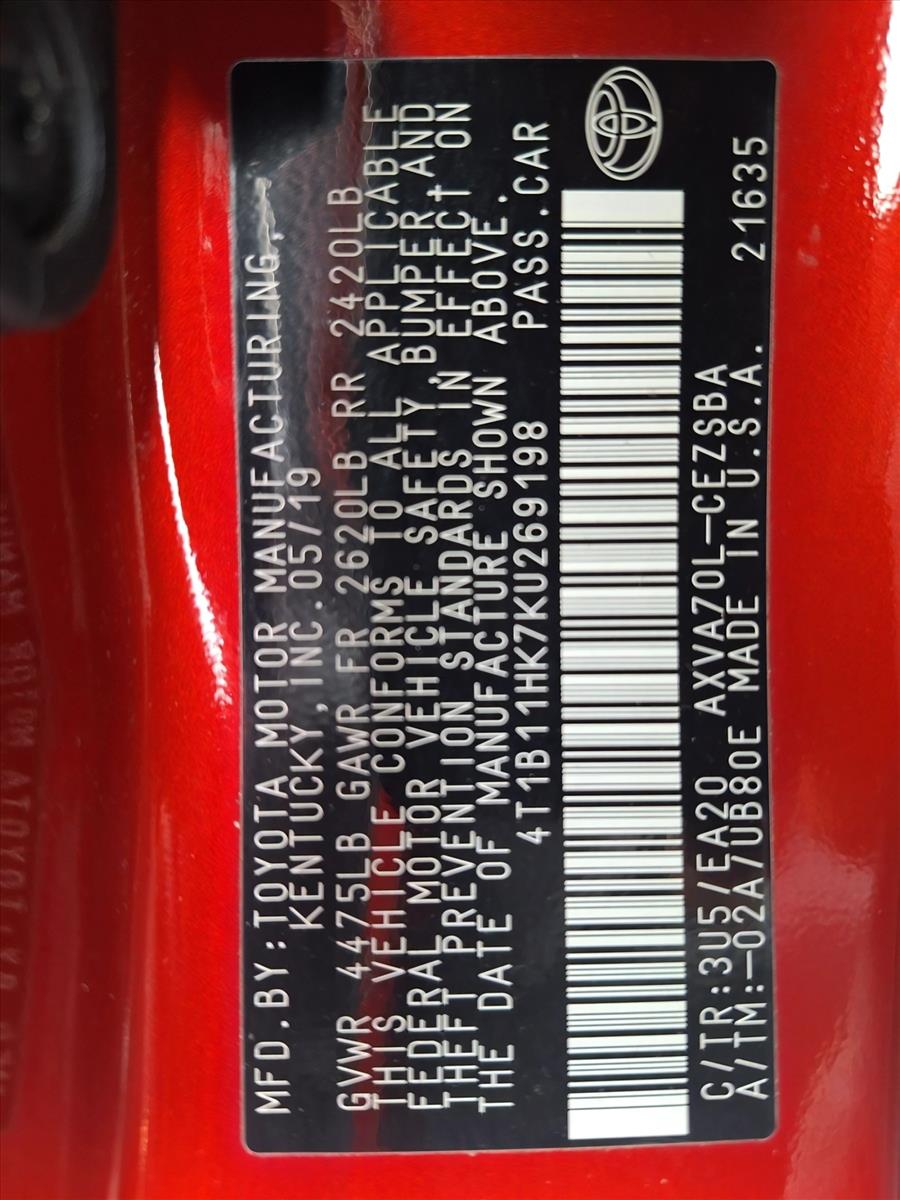 MFD.BY:TOYOTA MOTOR MANUFACTURING,
KENTUCKY,INC.05/19
GVWR 4475LB GAWR FR 2620LB RR 2420LB
THIS VEHICLE CONFORMS TO ALL APPLICABLE
FEDERAL MOTOR VEHICLE SAFETY, BUMPER AND
THEFT PREVENTION STANDARDS IN EFFECT ON
THE DATE OF MANUFACTURE SHOWN ABOVE.
4T1B11HK7KU269198 PASS.CAR
C/TR:3U5/EA20 AXVA70L-CEZSBA 21635
A/TM:-02A/UB80E MADE IN U.S.A.